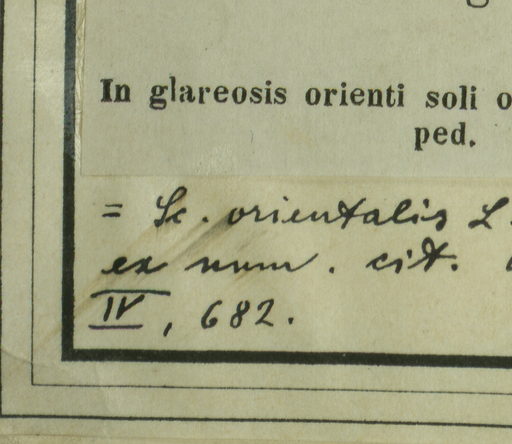 In glareosis orienti soli o
ped.
= Sc. orientalis L.
ex num. cit.
IV, 682.